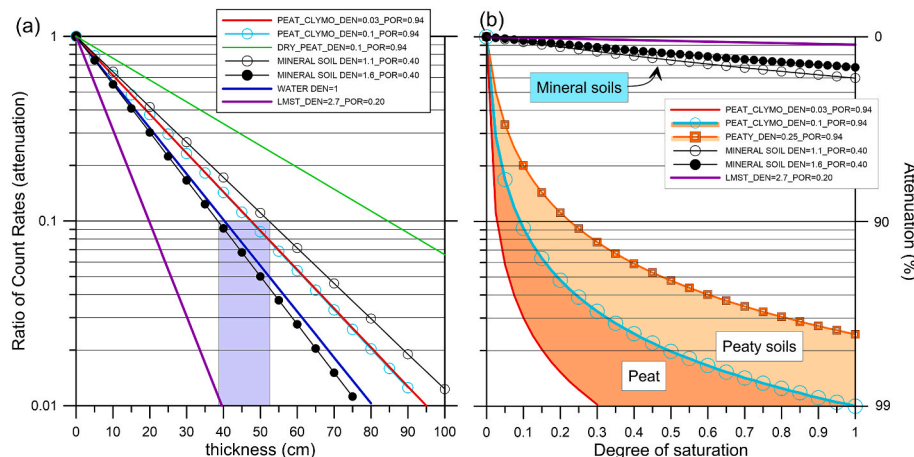 (a)
PEAT_CLYMO_DEN=0.03_POR=0.94
PEAT_CLYMO_DEN=0.1_POR=0.94
DRY_PEAT_DEN=0.1_POR=0.94
MINERAL SOIL DEN=1.1_POR=0.40
MINERAL SOIL DEN=1.6_POR=0.40
WATER DEN=1
LMST_DEN=2.7_POR=0.20
Ratio of Count Rates (attenuation)
1
0.1
0.01
0 10 20 30 40 50 60 70 80 90 100
thickness (cm)
(b)
Mineral soils
PEAT_CLYMO_DEN=0.03_POR=0.94
PEAT_CLYMO_DEN=0.1_POR=0.94
PEATY_DEN=0.25_POR=0.94
MINERAL SOIL DEN=1.1_POR=0.40
MINERAL SOIL DEN=1.6_POR=0.40
LMST_DEN=2.7_POR=0.20
Peaty soils
Peat
0
90
99
Attenuation (%)
0 0.1 0.2 0.3 0.4 0.5 0.6 0.7 0.8 0.9 1
Degree of saturation